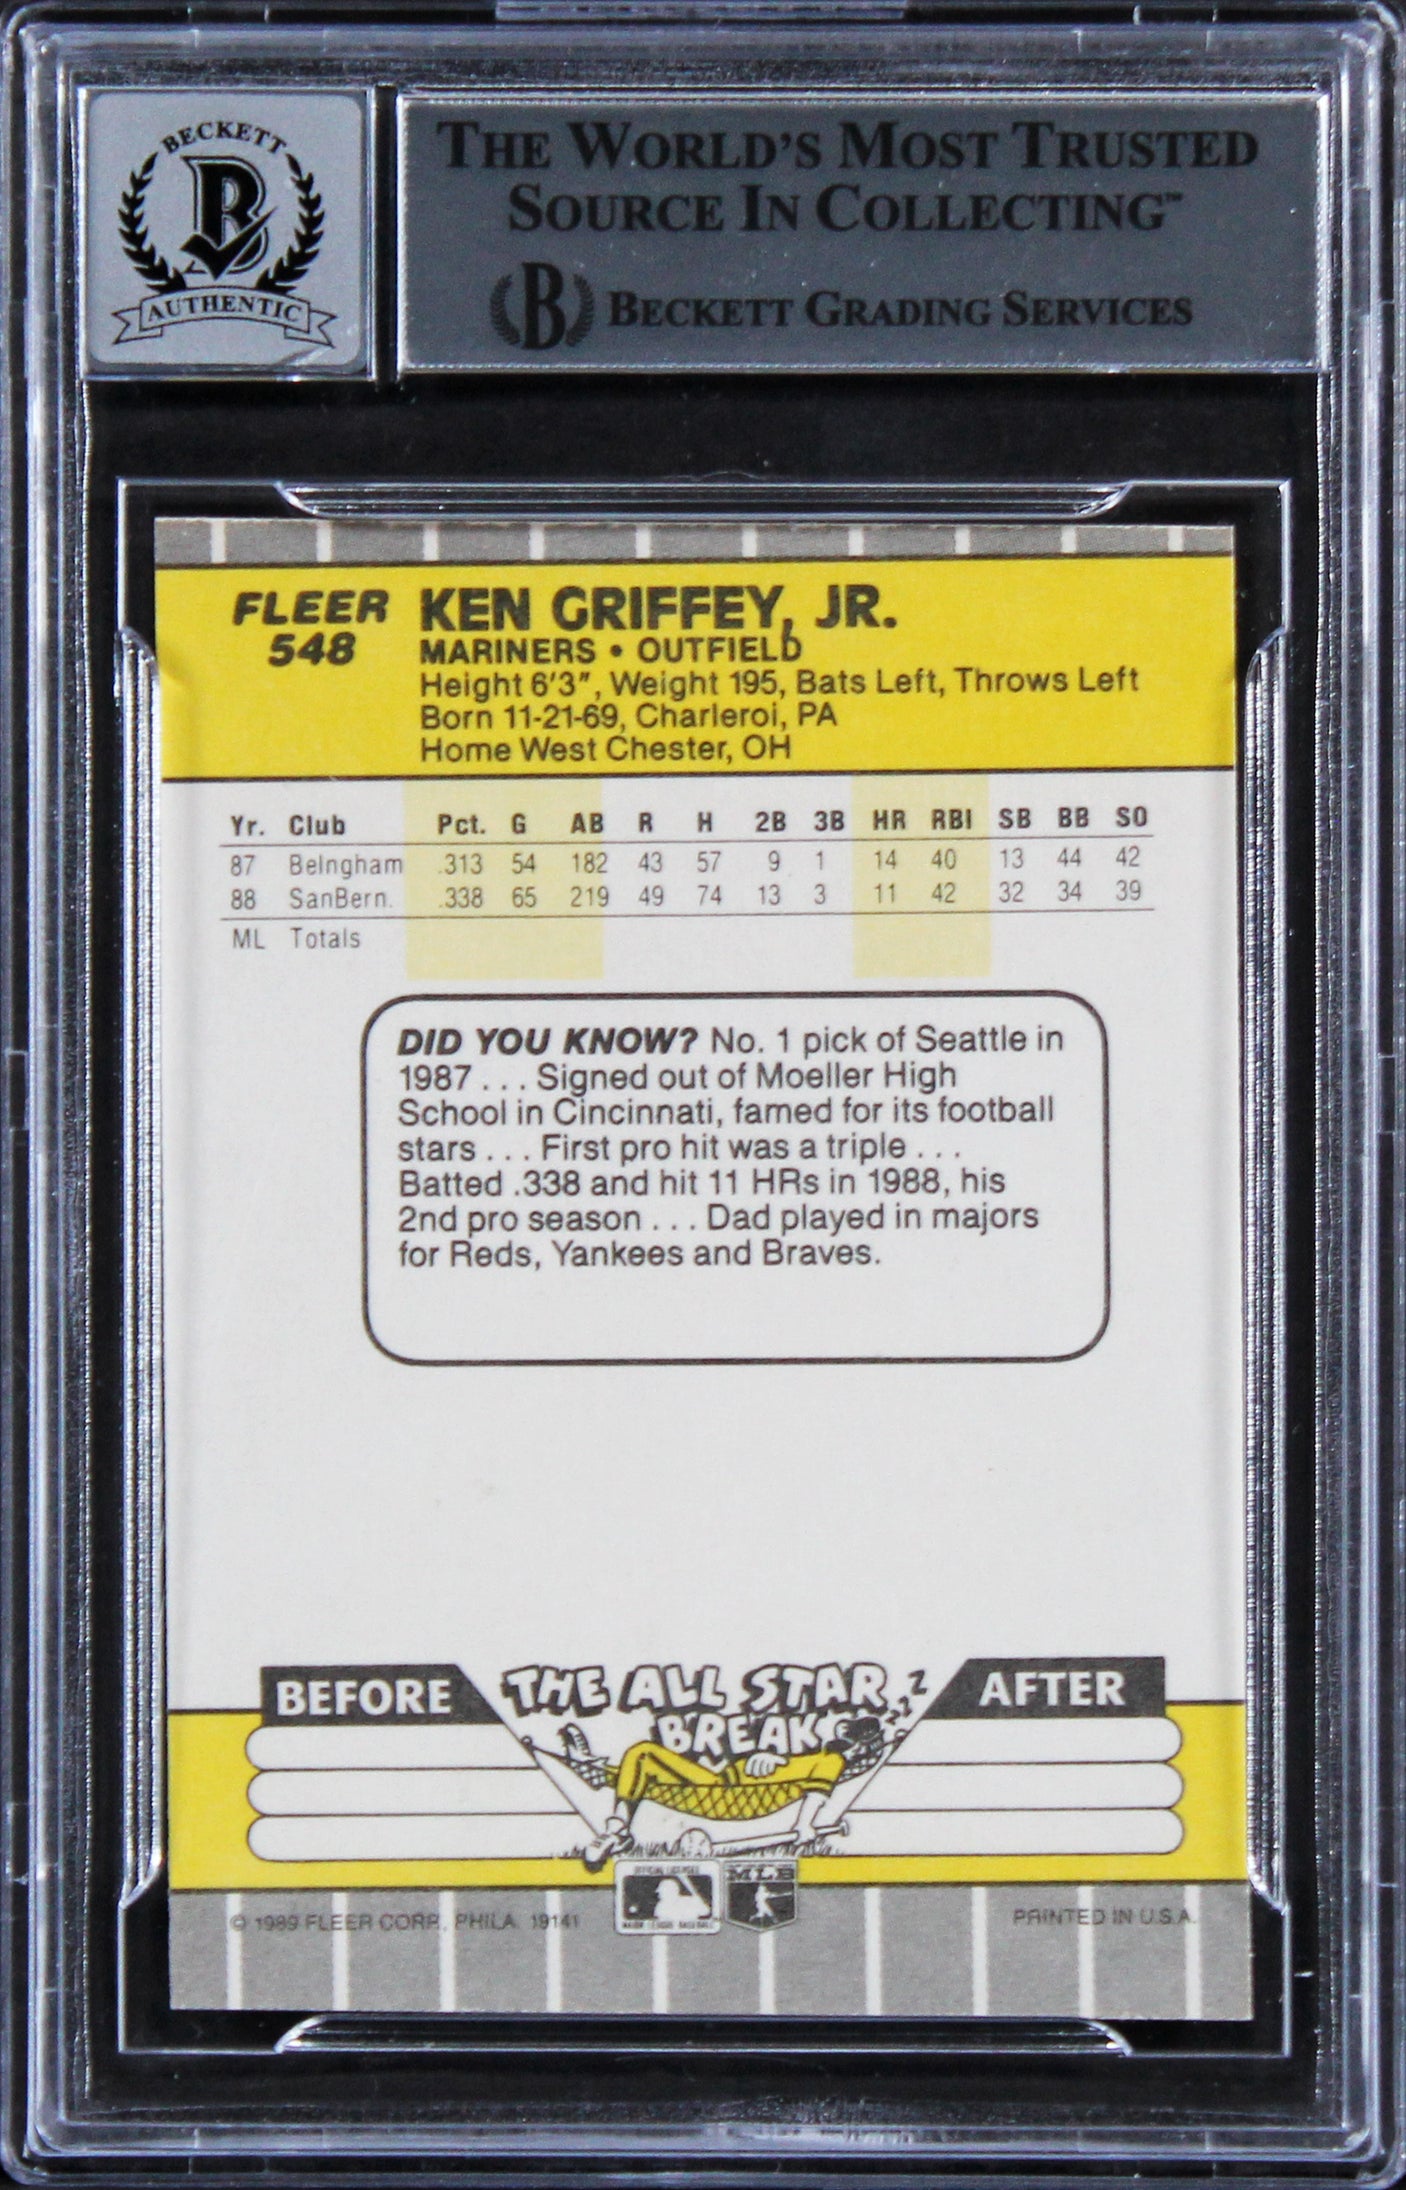 BECKETT
B
AUTHENTIC
THE WORLD'S MOST TRUSTED
SOURCE IN COLLECTING™
B BECKETT GRADING SERVICES
FLEER
548
KEN GRIFFEY, JR.
MARINERS • OUTFIELD
Height 6'3", Weight 195, Bats Left, Throws Left
Born 11-21-69, Charleroi, PA
Home West Chester, OH
Yr. Club Pct. G AB R H 2B 3B HR RBI SB BB SO
87 Belngham .313 54 182 43 57 9 1 14 40 13 44 42
88 SanBern. .338 65 219 49 74 13 3 11 42 32 34 39
ML Totals
DID YOU KNOW? No. 1 pick of Seattle in
1987 . . . Signed out of Moeller High
School in Cincinnati, famed for its football
stars . . . First pro hit was a triple . . .
Batted .338 and hit 11 HRs in 1988, his
2nd pro season . . . Dad played in majors
for Reds, Yankees and Braves.
BEFORE
THE ALL STAR
BREAK
zzzz
AFTER
OFFICIAL LICENSEE
MAJOR LEAGUE BASEBALL
MLB
© 1989 FLEER CORP., PHILA. 19141
PRINTED IN U.S.A.